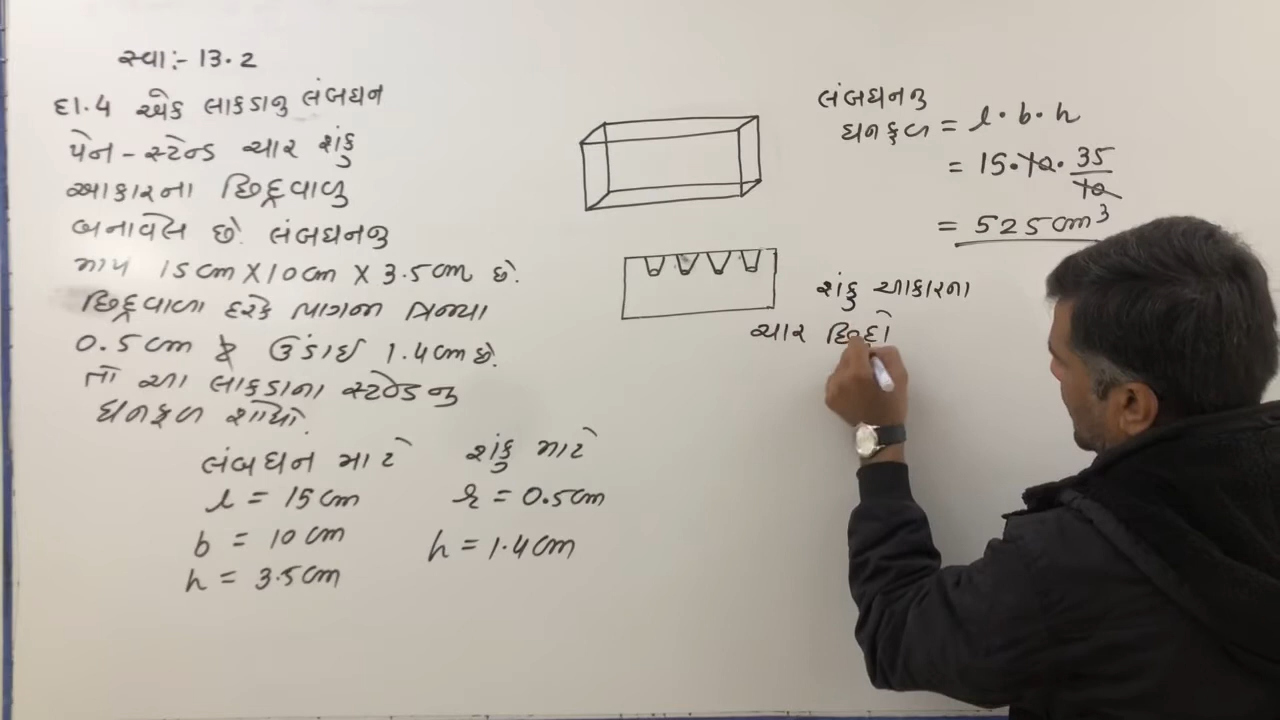 સ્વા:- 13.2
દા.4 એક લાકડાનુ લંબઘન
પેન-સ્ટેન્ડ ચાર શંકુ
આકારના છિદ્રવાળુ
બનાવેલ છે. લંબઘનનુ
માપ 15cm X 10cm X 3.5cm છે.
છિદ્રવાળા દરેક ભાગની ત્રિજ્યા
0.5cm ઉંડાઈ 1.4cm છે.
તો આ લાકડાના સ્ટેન્ડનુ
ઘનફળ શોધો.
લંબઘન માટે
l = 15cm
b = 10cm
h = 3.5cm
શંકુ માટે
r = 0.5cm
h = 1.4cm
લંબઘનનુ
ઘનફળ = l.b.h
= 15.10.35/10
= 525cm³
શંકુ આકારના
ચાર છિદ્રો